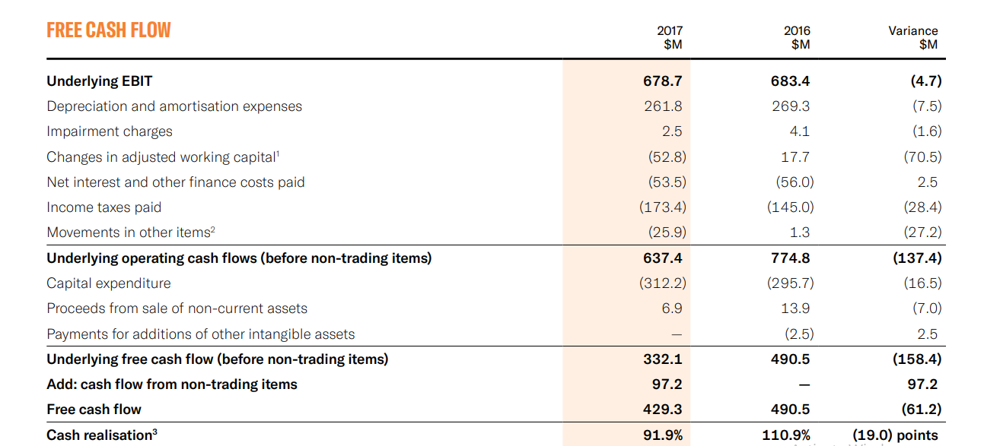 FREE CASH FLOW 2017 $M 2016 $M Variance $M
Underlying EBIT 678.7 683.4 (4.7)
Depreciation and amortisation expenses 261.8 269.3 (7.5)
Impairment charges 2.5 4.1 (1.6)
Changes in adjusted working capital¹ (52.8) 17.7 (70.5)
Net interest and other finance costs paid (53.5) (56.0) 2.5
Income taxes paid (173.4) (145.0) (28.4)
Movements in other items² (25.9) 1.3 (27.2)
Underlying operating cash flows (before non-trading items) 637.4 774.8 (137.4)
Capital expenditure (312.2) (295.7) (16.5)
Proceeds from sale of non-current assets 6.9 13.9 (7.0)
Payments for additions of other intangible assets — (2.5) 2.5
Underlying free cash flow (before non-trading items) 332.1 490.5 (158.4)
Add: cash flow from non-trading items 97.2 — 97.2
Free cash flow 429.3 490.5 (61.2)
Cash realisation³ 91.9% 110.9% (19.0) points